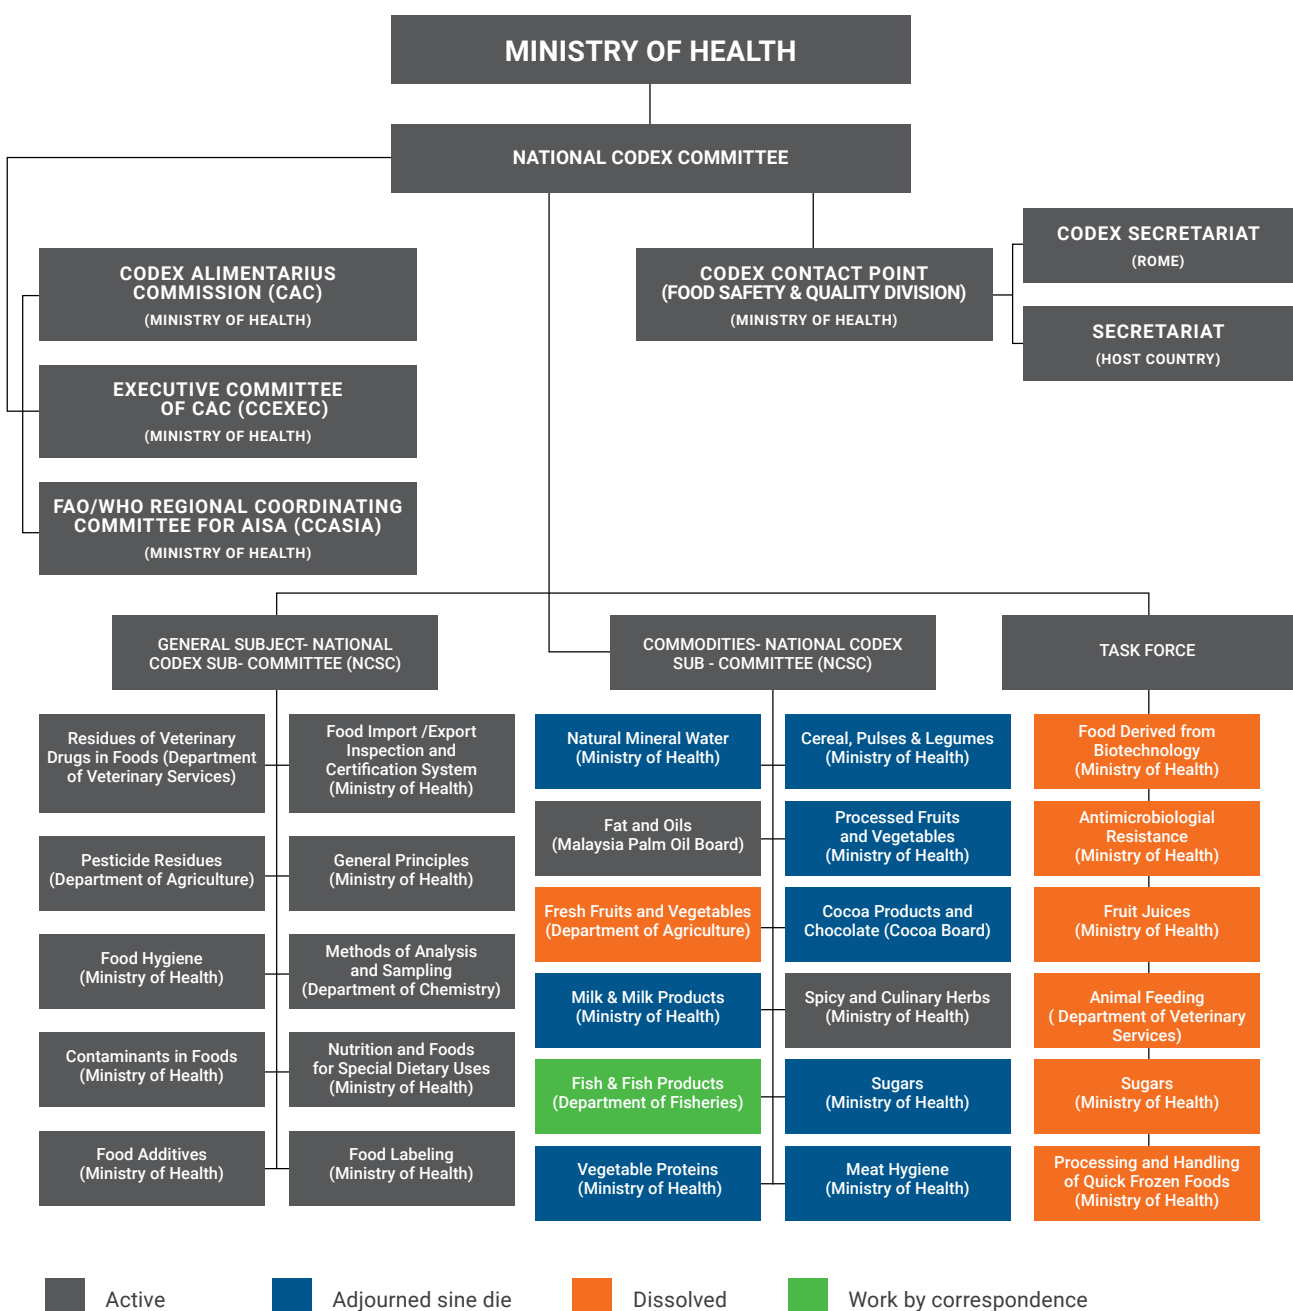 MINISTRY OF HEALTH
NATIONAL CODEX COMMITTEE
CODEX ALIMENTARIUS
COMMISSION (CAC)
(MINISTRY OF HEALTH)
EXECUTIVE COMMITTEE
OF CAC (CCEXEC)
(MINISTRY OF HEALTH)
FAO/WHO REGIONAL COORDINATING
COMMITTEE FOR AISA (CCASIA)
(MINISTRY OF HEALTH)
CODEX CONTACT POINT
(FOOD SAFETY & QUALITY DIVISION)
(MINISTRY OF HEALTH)
CODEX SECRETARIAT
(ROME)
SECRETARIAT
(HOST COUNTRY)
GENERAL SUBJECT- NATIONAL
CODEX SUB- COMMITTEE (NCSC)
Residues of Veterinary
Drugs in Foods (Department
of Veterinary Services)
Food Import /Export
Inspection and
Certification System
(Ministry of Health)
Pesticide Residues
(Department of Agriculture)
General Principles
(Ministry of Health)
Food Hygiene
(Ministry of Health)
Methods of Analysis
and Sampling
(Department of Chemistry)
Contaminants in Foods
(Ministry of Health)
Nutrition and Foods
for Special Dietary Uses
(Ministry of Health)
Food Additives
(Ministry of Health)
Food Labeling
(Ministry of Health)
COMMODITIES- NATIONAL CODEX
SUB - COMMITTEE (NCSC)
Natural Mineral Water
(Ministry of Health)
Cereal, Pulses & Legumes
(Ministry of Health)
Fat and Oils
(Malaysia Palm Oil Board)
Processed Fruits
and Vegetables
(Ministry of Health)
Fresh Fruits and Vegetables
(Department of Agriculture)
Cocoa Products and
Chocolate (Cocoa Board)
Milk & Milk Products
(Ministry of Health)
Spicy and Culinary Herbs
(Ministry of Health)
Fish & Fish Products
(Department of Fisheries)
Sugars
(Ministry of Health)
Vegetable Proteins
(Ministry of Health)
Meat Hygiene
(Ministry of Health)
TASK FORCE
Food Derived from
Biotechnology
(Ministry of Health)
Antimicrobiological
Resistance
(Ministry of Health)
Fruit Juices
(Ministry of Health)
Animal Feeding
( Department of Veterinary
Services)
Sugars
(Ministry of Health)
Processing and Handling
of Quick Frozen Foods
(Ministry of Health)
Active
Adjourned sine die
Dissolved
Work by correspondence